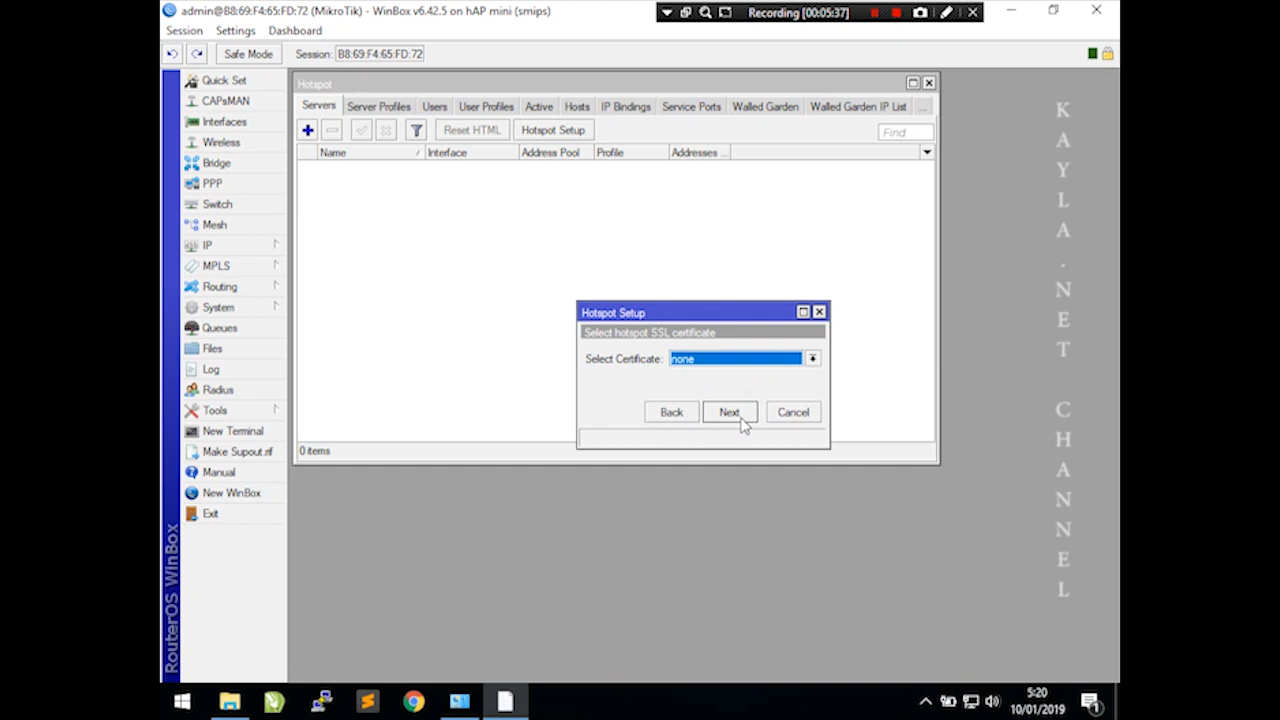 admin@B8:69:F4:65:FD:72 (MikroTik) - WinBox v6.42.5 on hAP mini (smips)
Recording [00:05:37]
Session Settings Dashboard
Safe Mode Session: B8:69:F4:65:FD:72
Quick Set
CAPsMAN
Interfaces
Wireless
Bridge
PPP
Switch
Mesh
IP
MPLS
Routing
System
Queues
Files
Log
Radius
Tools
New Terminal
Make Supout.rif
Manual
New WinBox
Exit
RouterOS WinBox
Hotspot
Servers Server Profiles Users User Profiles Active Hosts IP Bindings Service Ports Walled Garden Walled Garden IP List ...
Reset HTML Hotspot Setup Find
Name / Interface Address Pool Profile Addresses ...
0 items
Hotspot Setup
Select hotspot SSL certificate
Select Certificate: none
Back Next Cancel
KAYLA.NET CHANNEL
5:20
10/01/2019
1